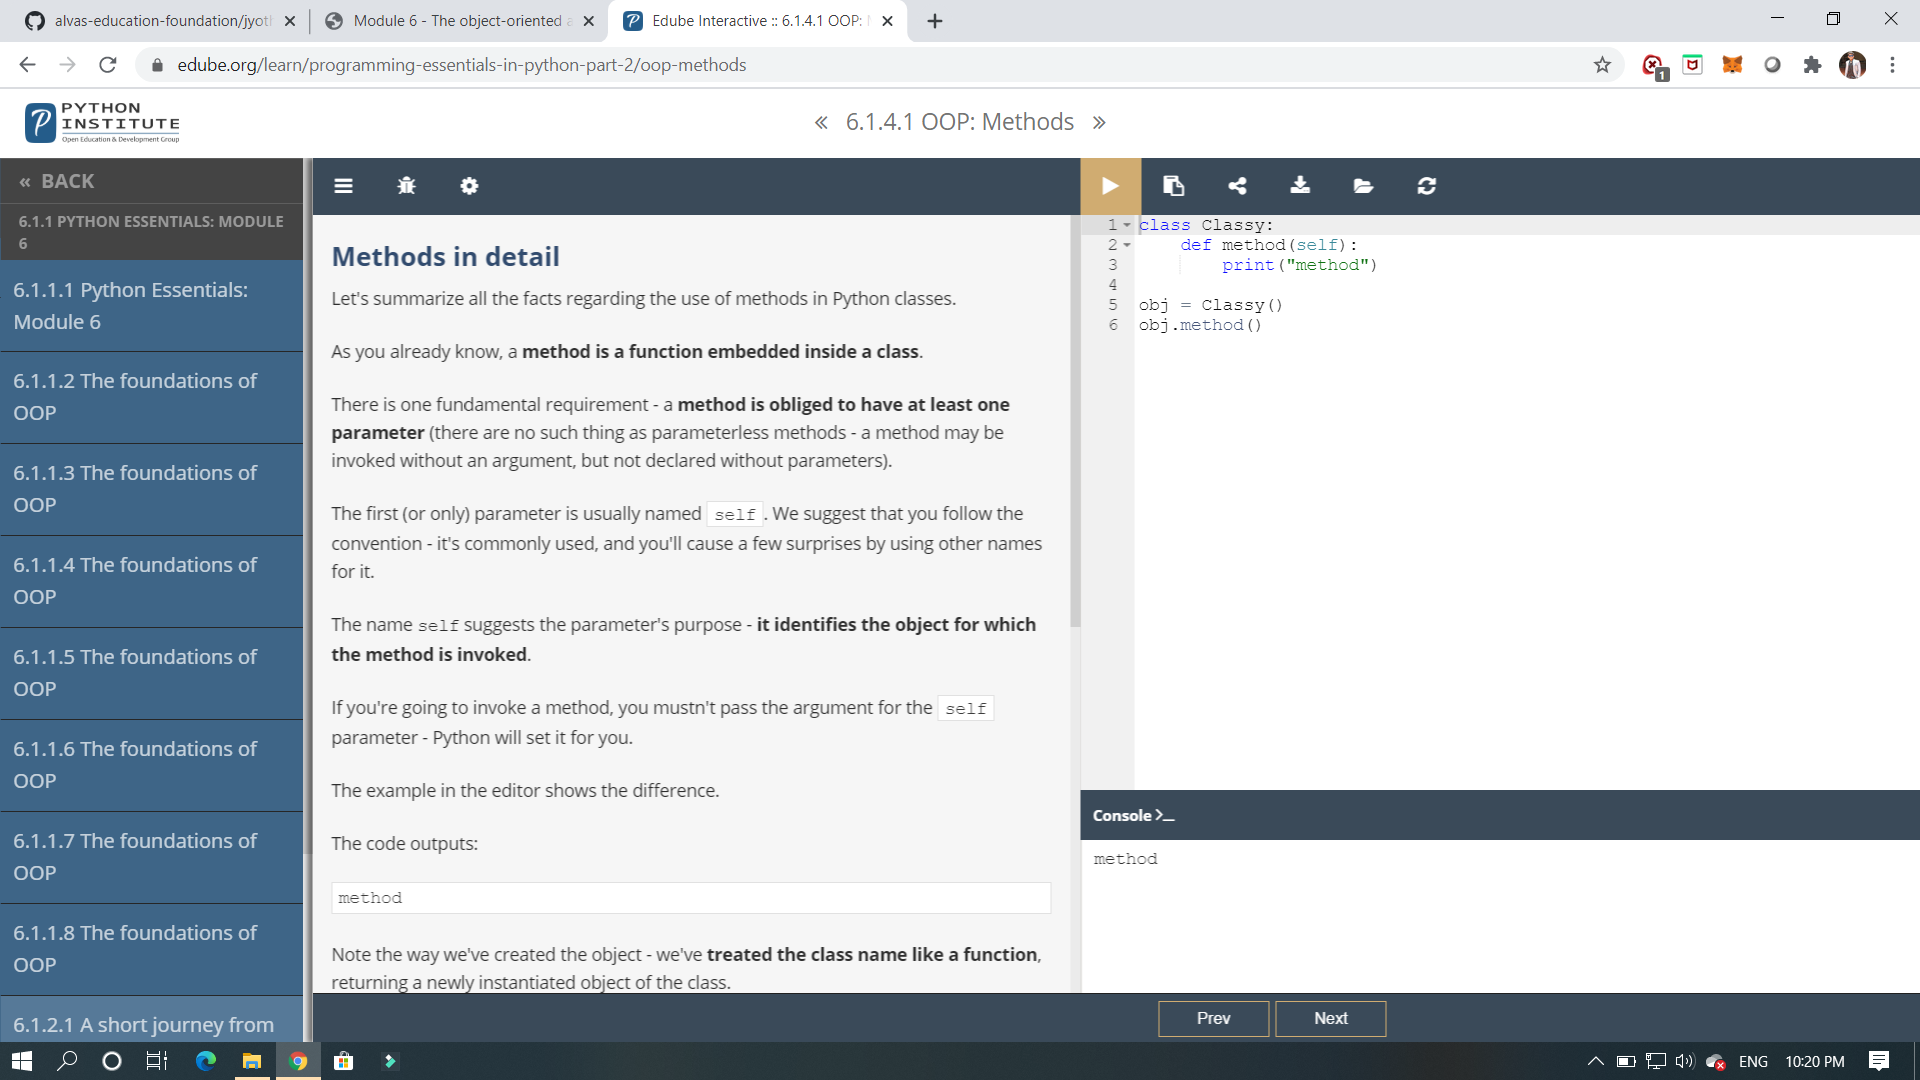 alvas-education-foundation/jyoth
Module 6 - The object-oriented a
Edube Interactive :: 6.1.4.1 OOP: M
edube.org/learn/programming-essentials-in-python-part-2/oop-methods
1
PYTHON
INSTITUTE
Open Education & Development Group
« 6.1.4.1 OOP: Methods »
« BACK
6.1.1 PYTHON ESSENTIALS: MODULE
6
6.1.1.1 Python Essentials:
Module 6
6.1.1.2 The foundations of
OOP
6.1.1.3 The foundations of
OOP
6.1.1.4 The foundations of
OOP
6.1.1.5 The foundations of
OOP
6.1.1.6 The foundations of
OOP
6.1.1.7 The foundations of
OOP
6.1.1.8 The foundations of
OOP
6.1.2.1 A short journey from
Methods in detail
Let's summarize all the facts regarding the use of methods in Python classes.
As you already know, a method is a function embedded inside a class.
There is one fundamental requirement - a method is obliged to have at least one
parameter (there are no such thing as parameterless methods - a method may be
invoked without an argument, but not declared without parameters).
The first (or only) parameter is usually named self . We suggest that you follow the
convention - it's commonly used, and you'll cause a few surprises by using other names
for it.
The name self suggests the parameter's purpose - it identifies the object for which
the method is invoked.
If you're going to invoke a method, you mustn't pass the argument for the self
parameter - Python will set it for you.
The example in the editor shows the difference.
The code outputs:
method
Note the way we've created the object - we've treated the class name like a function,
returning a newly instantiated object of the class.
1 class Classy:
2     def method(self):
3         print("method")
4
5 obj = Classy()
6 obj.method()
Console >_
method
Prev
Next
ENG
10:20 PM